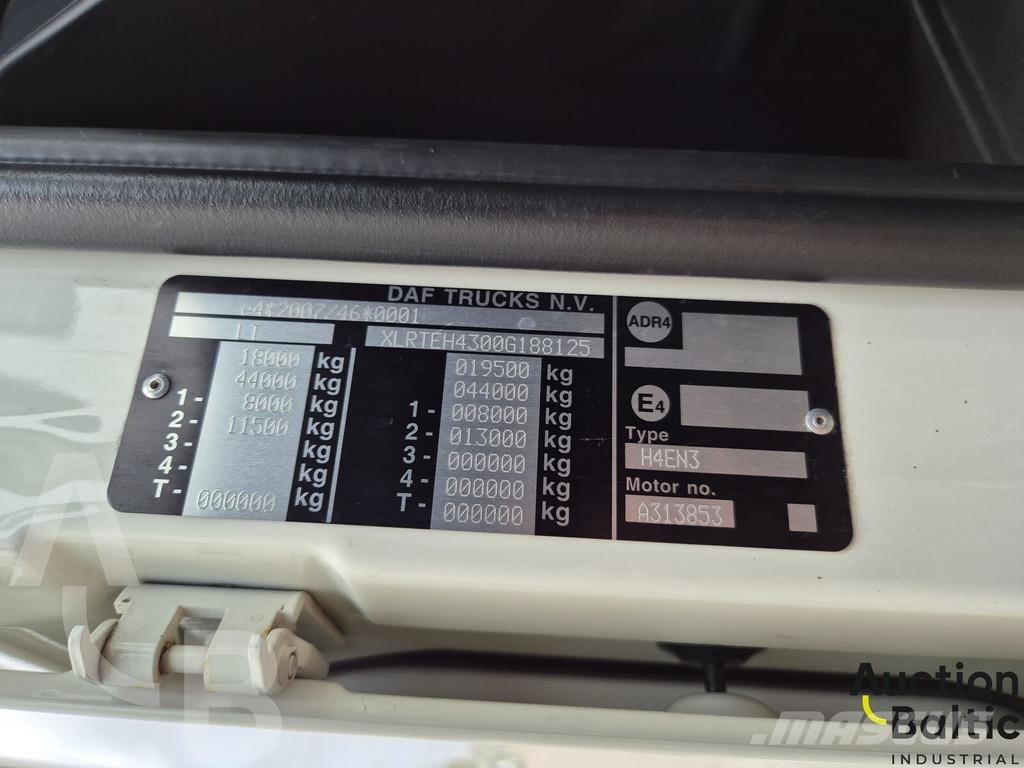 DAF TRUCKS N.V.
e4*2007/46*0001
XLRTEH4300G188125
18000 kg
44000 kg
1- 8000 kg
2- 11500 kg
3- kg
4- kg
T- 000000 kg
019500 kg
044000 kg
1- 008000 kg
2- 013000 kg
3- 000000 kg
4- 000000 kg
T- 000000 kg
ADR4
E4
Type
H4EN3
Motor no.
A313853
Auction
Baltic
INDUSTRIAL
MASCUS